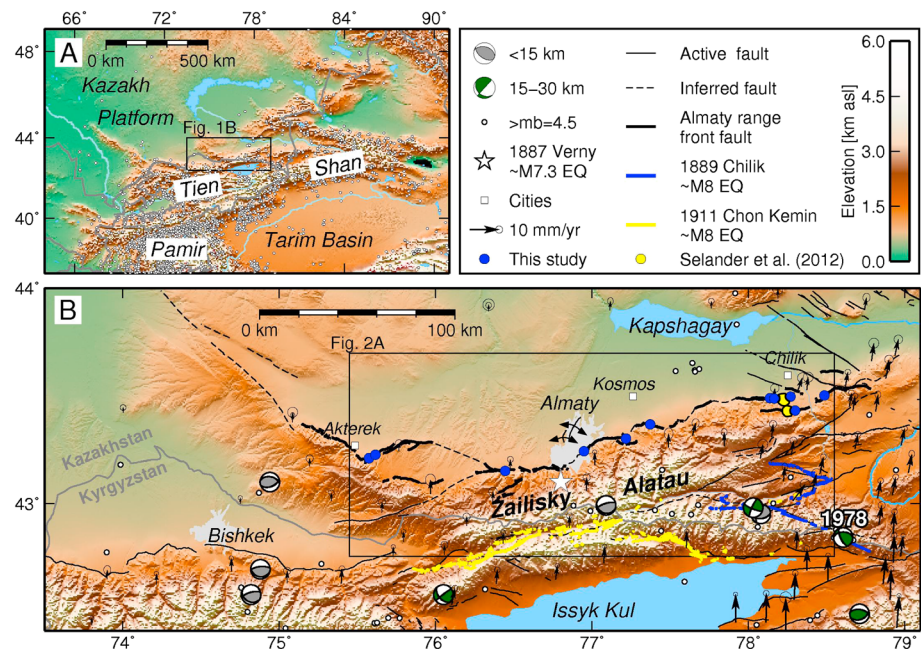 66° 72° 78° 84° 90°
A
0 km 500 km
48°
44°
40°
Kazakh
Platform
Fig. 1B
Tien
Shan
Pamir
Tarim Basin
<15 km
15–30 km
>mb=4.5
1887 Verny
~M7.3 EQ
Cities
10 mm/yr
This study
Active fault
Inferred fault
Almaty range
front fault
1889 Chilik
~M8 EQ
1911 Chon Kemin
~M8 EQ
Selander et al. (2012)
Elevation [km asl]
6.0
4.5
3.0
1.5
0.0
44°
43°
B
0 km 100 km
Fig. 2A
Kapshagay
Chilik
Kosmos
Almaty
Akterek
Kazakhstan
Kyrgyzstan
Zailisky Alatau
1978
Bishkek
Issyk Kul
74° 75° 76° 77° 78° 79°